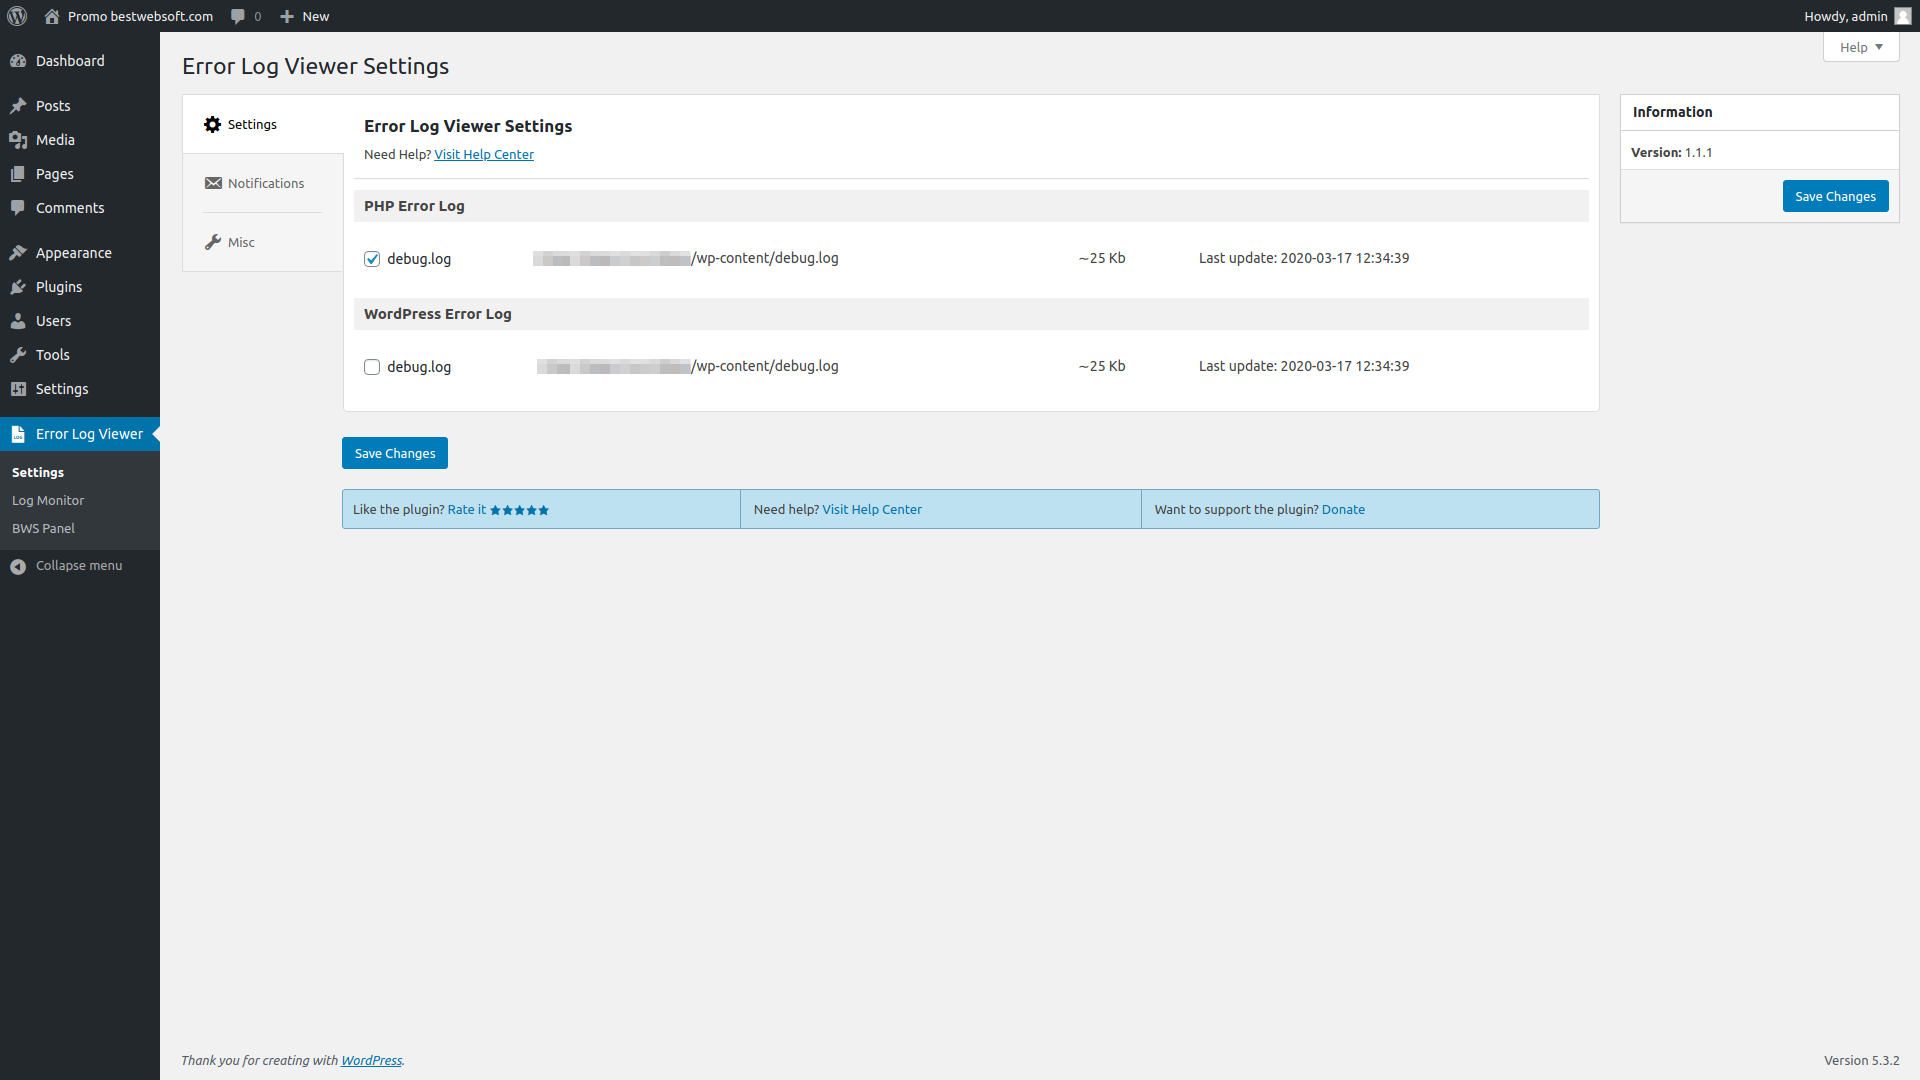 Promo bestwebsoft.com 0 New Howdy, admin
Help
Dashboard
Posts
Media
Pages
Comments
Appearance
Plugins
Users
Tools
Settings
Error Log Viewer
Settings
Log Monitor
BWS Panel
Collapse menu
Error Log Viewer Settings
Settings
Notifications
Misc
Error Log Viewer Settings
Need Help? Visit Help Center
PHP Error Log
debug.log /wp-content/debug.log ~25 Kb Last update: 2020-03-17 12:34:39
WordPress Error Log
debug.log /wp-content/debug.log ~25 Kb Last update: 2020-03-17 12:34:39
Save Changes
Like the plugin? Rate it ★★★★★ Need help? Visit Help Center Want to support the plugin? Donate
Information
Version: 1.1.1
Save Changes
Thank you for creating with WordPress.
Version 5.3.2